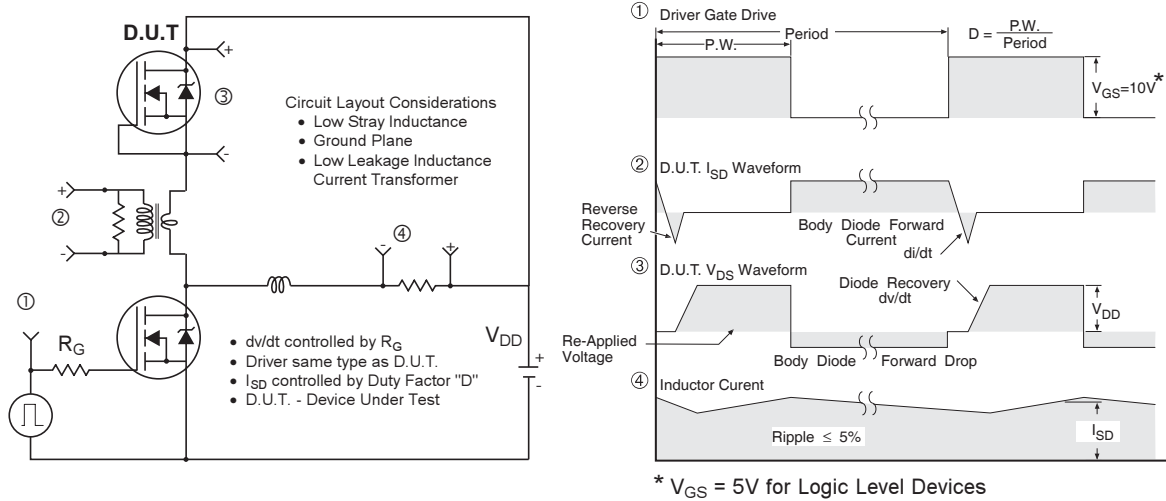 D.U.T
+
③
-
Circuit Layout Considerations
• Low Stray Inductance
• Ground Plane
• Low Leakage Inductance
Current Transformer
+
②
-
④
-
+
①
R_G
V_DD
+
-
• dv/dt controlled by R_G
• Driver same type as D.U.T.
• I_SD controlled by Duty Factor "D"
• D.U.T. - Device Under Test
① Driver Gate Drive
P.W.
Period
D = P.W. / Period
V_GS=10V*
② D.U.T. I_SD Waveform
Reverse
Recovery
Current
Body Diode Forward
Current
di/dt
③ D.U.T. V_DS Waveform
Diode Recovery
dv/dt
V_DD
Re-Applied
Voltage
Body Diode Forward Drop
④ Inductor Curent
Ripple ≤ 5%
I_SD
* V_GS = 5V for Logic Level Devices